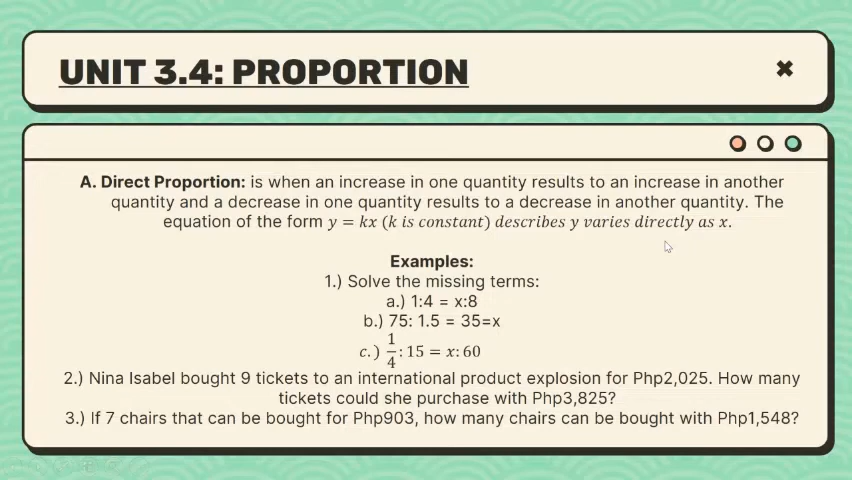 UNIT 3.4: PROPORTION
A. Direct Proportion: is when an increase in one quantity results to an increase in another
quantity and a decrease in one quantity results to a decrease in another quantity. The
equation of the form y = kx (k is constant) describes y varies directly as x.
Examples:
1.) Solve the missing terms:
a.) 1:4 = x:8
b.) 75: 1.5 = 35=x
c.) 1/4 : 15 = x: 60
2.) Nina Isabel bought 9 tickets to an international product explosion for Php2,025. How many
tickets could she purchase with Php3,825?
3.) If 7 chairs that can be bought for Php903, how many chairs can be bought with Php1,548?